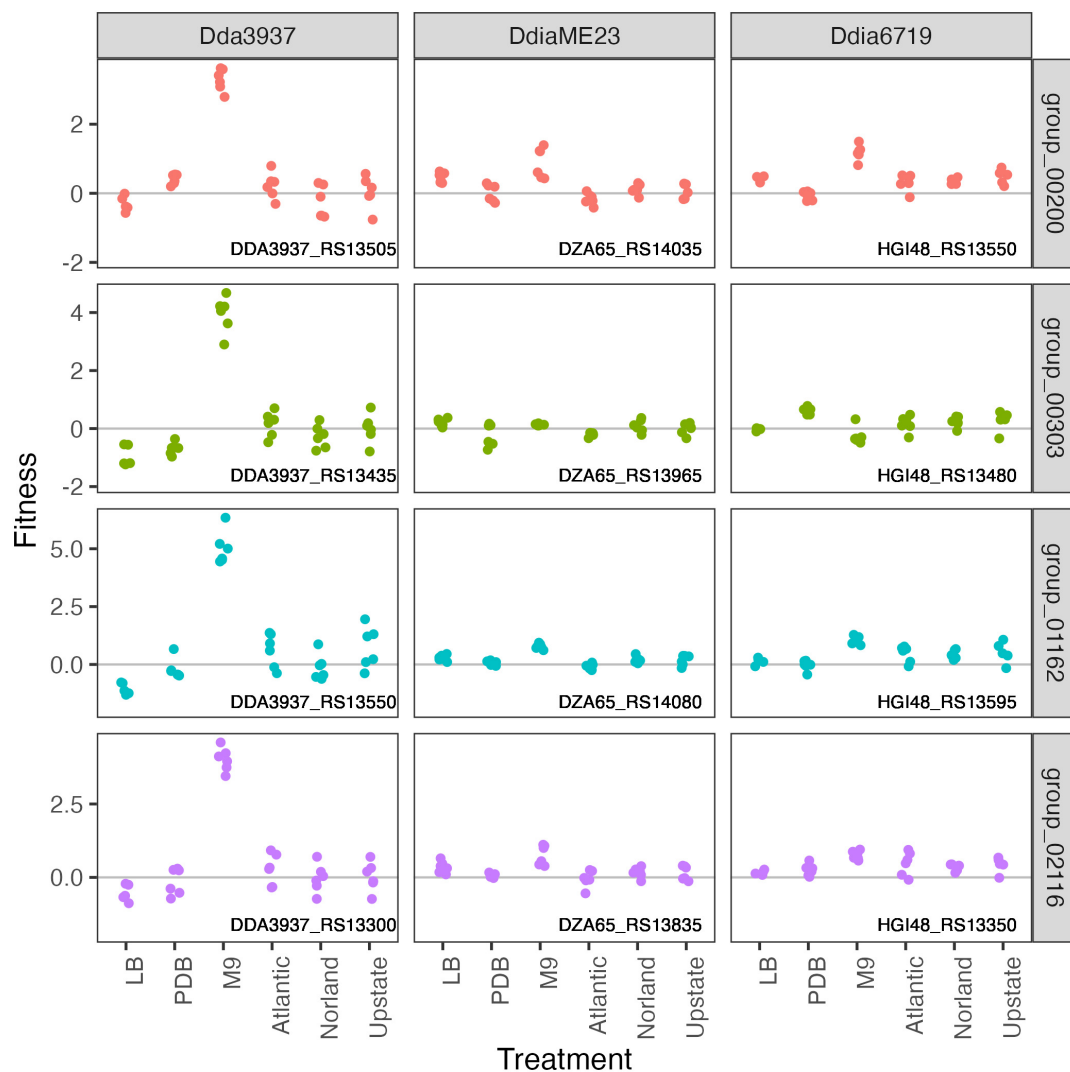 Dda3937 DdiaME23 Ddia6719
2
0
-2
DDA3937_RS13505 DZA65_RS14035 HGI48_RS13550
group_00200
4
2
0
-2
DDA3937_RS13435 DZA65_RS13965 HGI48_RS13480
group_00303
5.0
2.5
0.0
DDA3937_RS13550 DZA65_RS14080 HGI48_RS13595
group_01162
2.5
0.0
DDA3937_RS13300 DZA65_RS13835 HGI48_RS13350
group_02116
Fitness
LB PDB M9 Atlantic Norland Upstate LB PDB M9 Atlantic Norland Upstate LB PDB M9 Atlantic Norland Upstate
Treatment